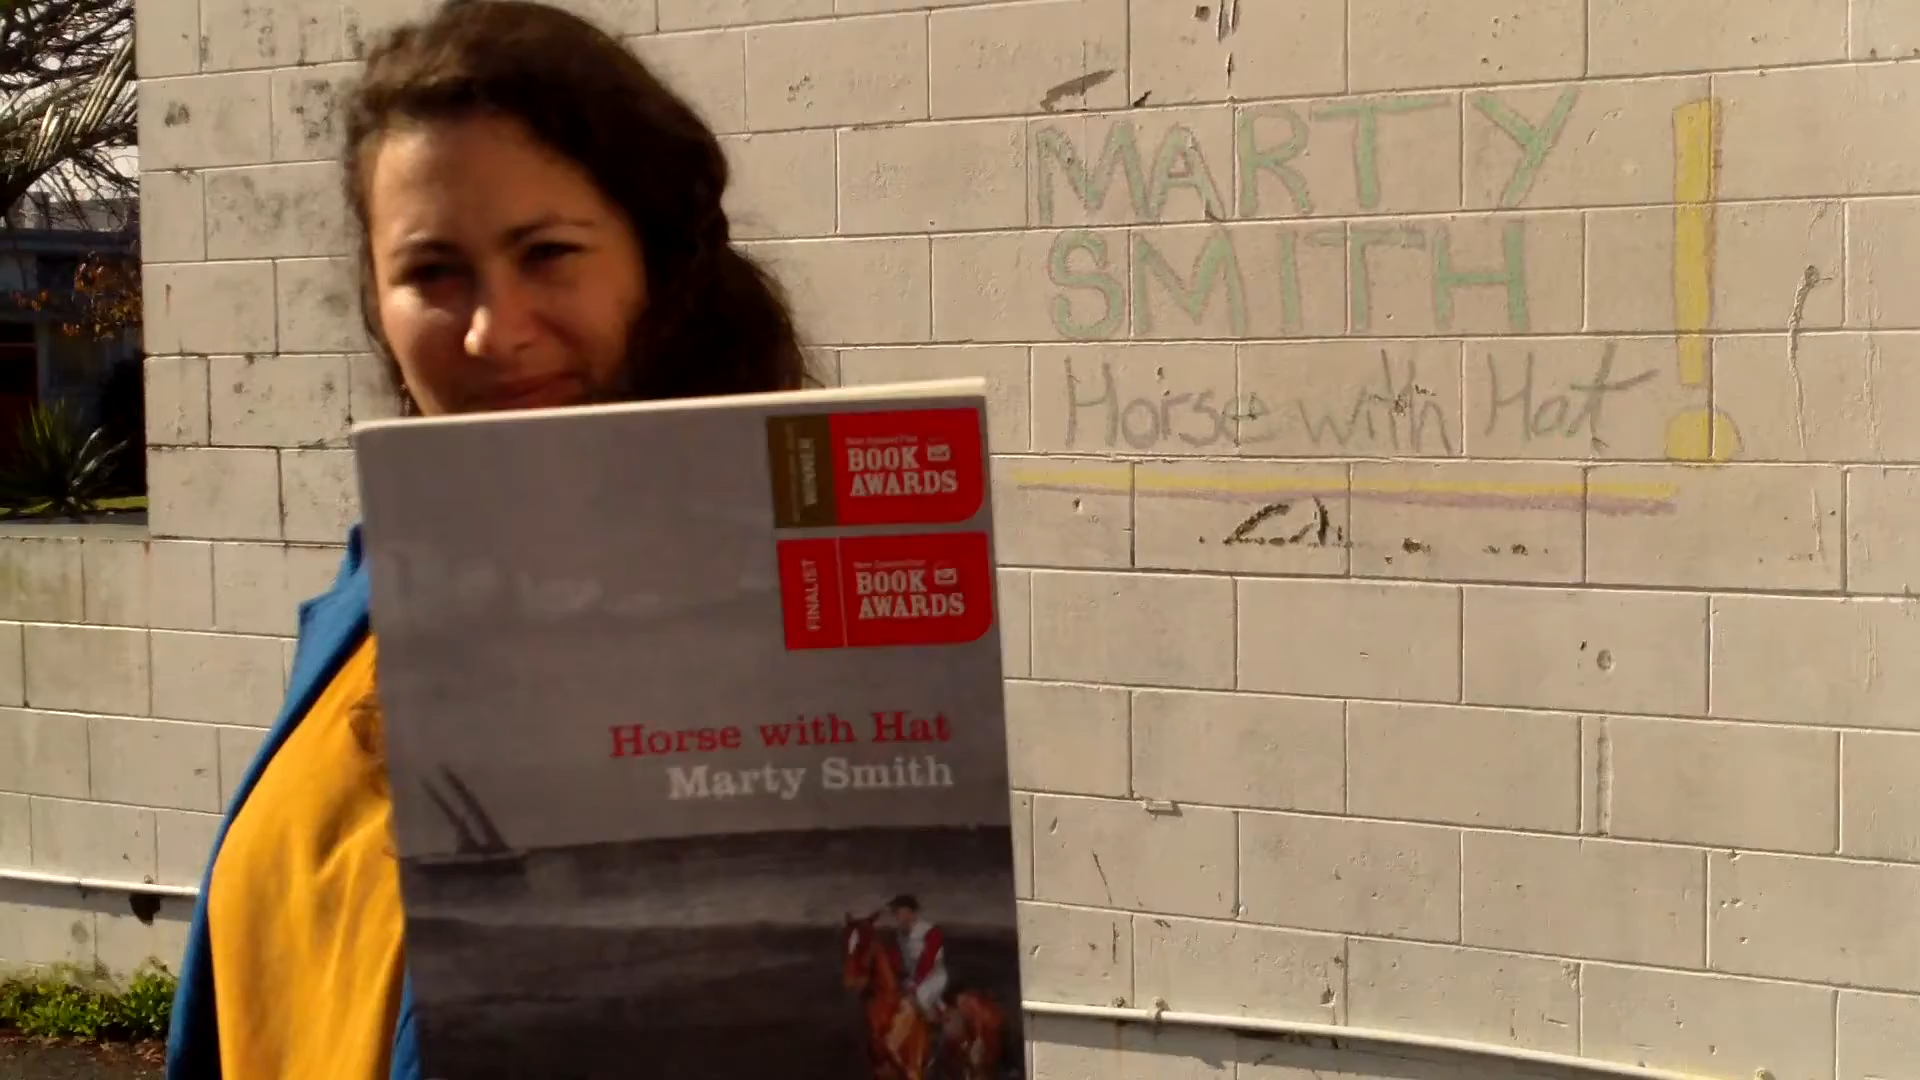 MARTY
SMITH
Horse with Hat
!
WINNER
BOOK
AWARDS
FINALIST
BOOK
AWARDS
Horse with Hat
Marty Smith